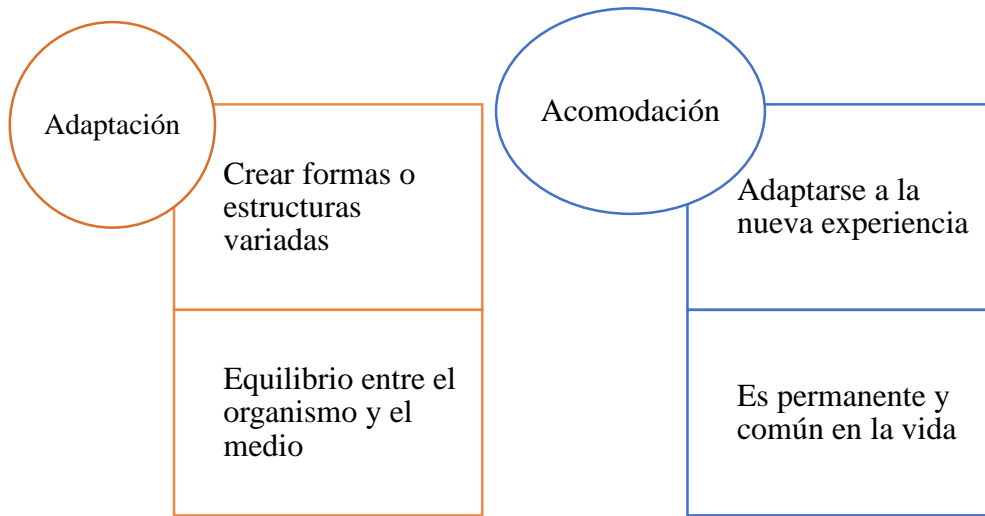 Adaptación
Crear formas o
estructuras
variadas
Equilibrio entre el
organismo y el
medio
Acomodación
Adaptarse a la
nueva experiencia
Es permanente y
común en la vida